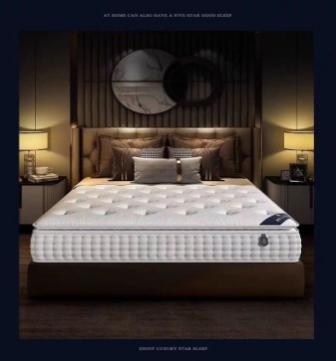 AT HOME CAN ALSO HAVE A FIVE-STAR GOOD SLEEP
ENJOY LUXURY STAR SLEEP